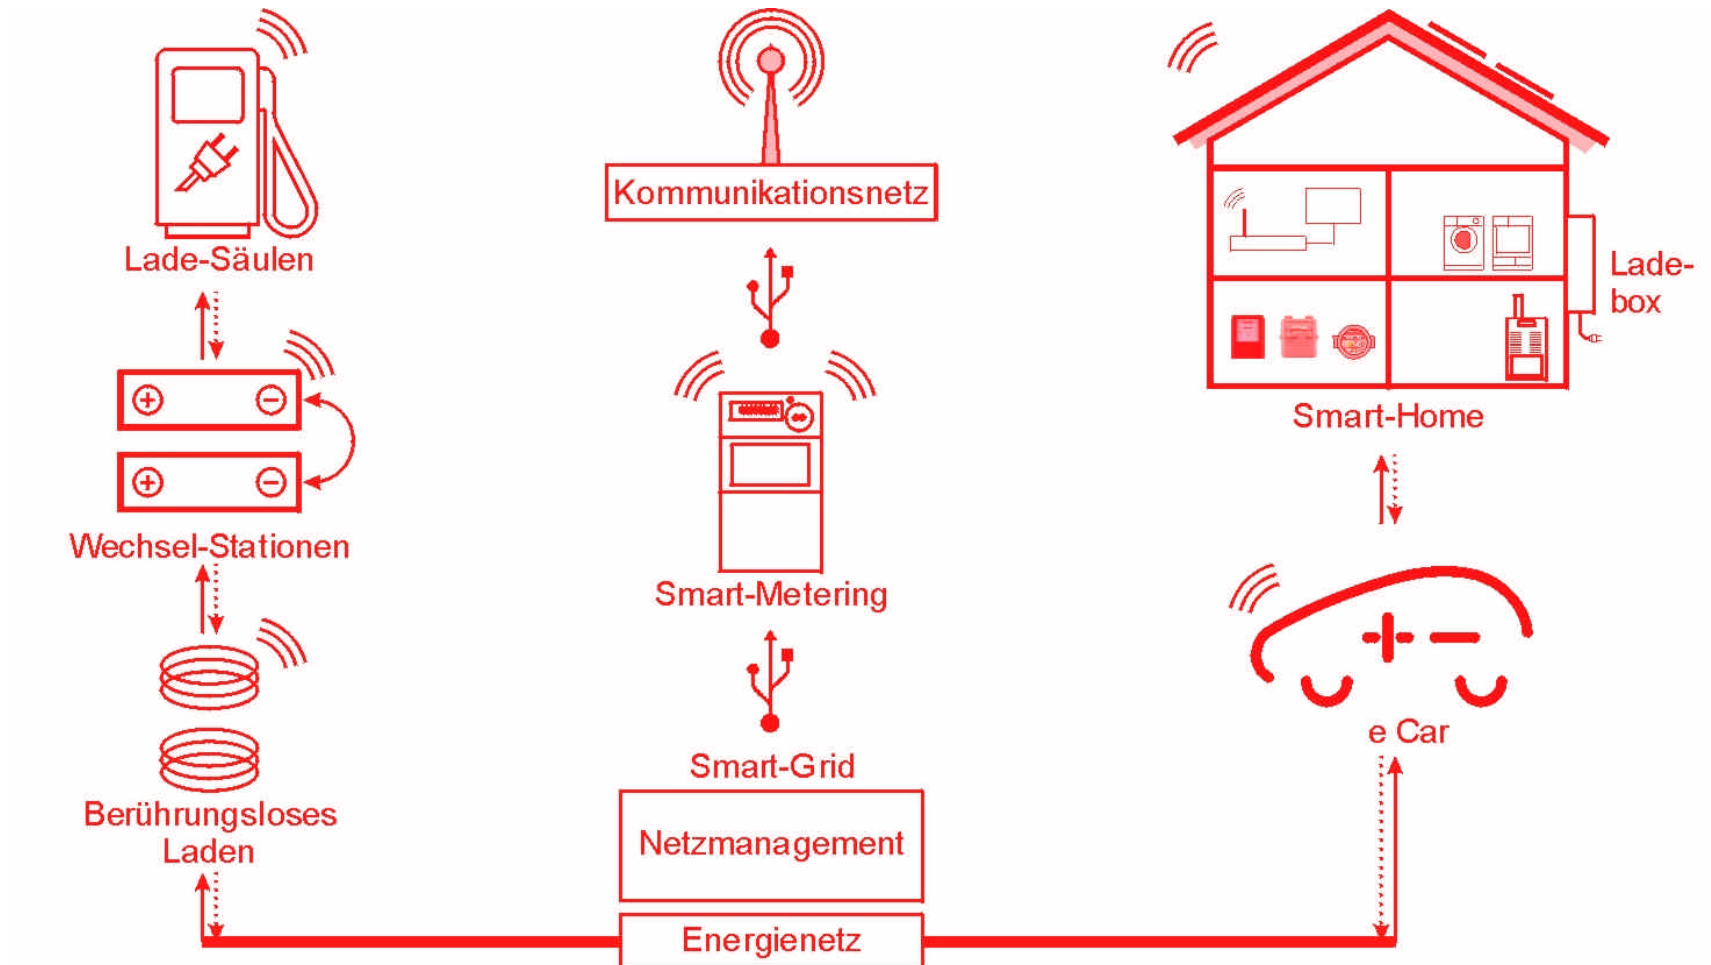 Kommunikationsnetz
Lade-Säulen
Lade-
box
Smart-Home
Wechsel-Stationen
Smart-Metering
e Car
Smart-Grid
Berührungsloses
Laden
Netzmanagement
Energienetz